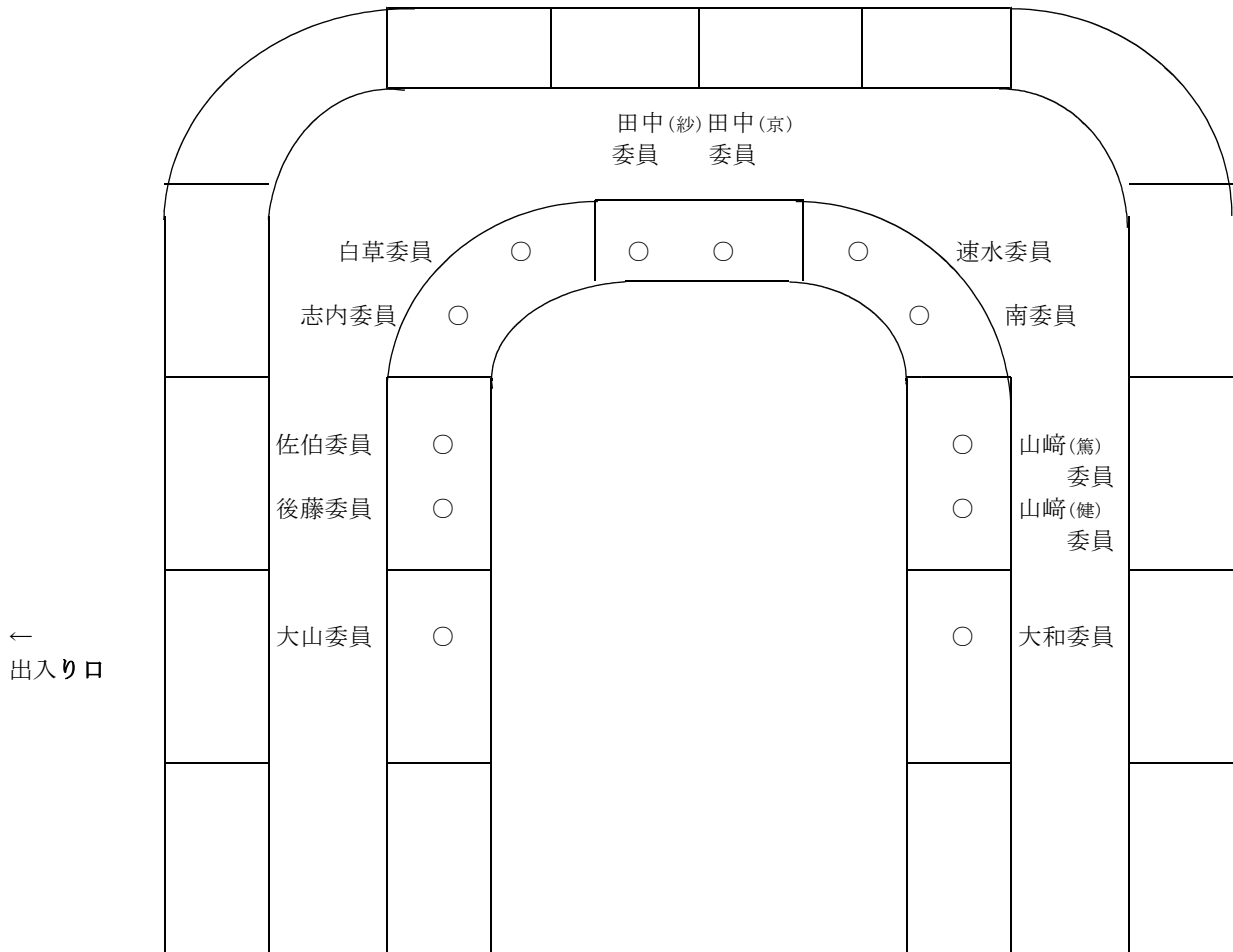 田中(紗) 田中(京)
委員 委員
白草委員 ○ ○ ○ ○ 速水委員
志内委員 ○ ○ 南委員
佐伯委員 ○ ○ 山﨑(篤)
委員
後藤委員 ○ ○ 山﨑(健)
委員
←
大山委員 ○ ○ 大和委員
出入り口